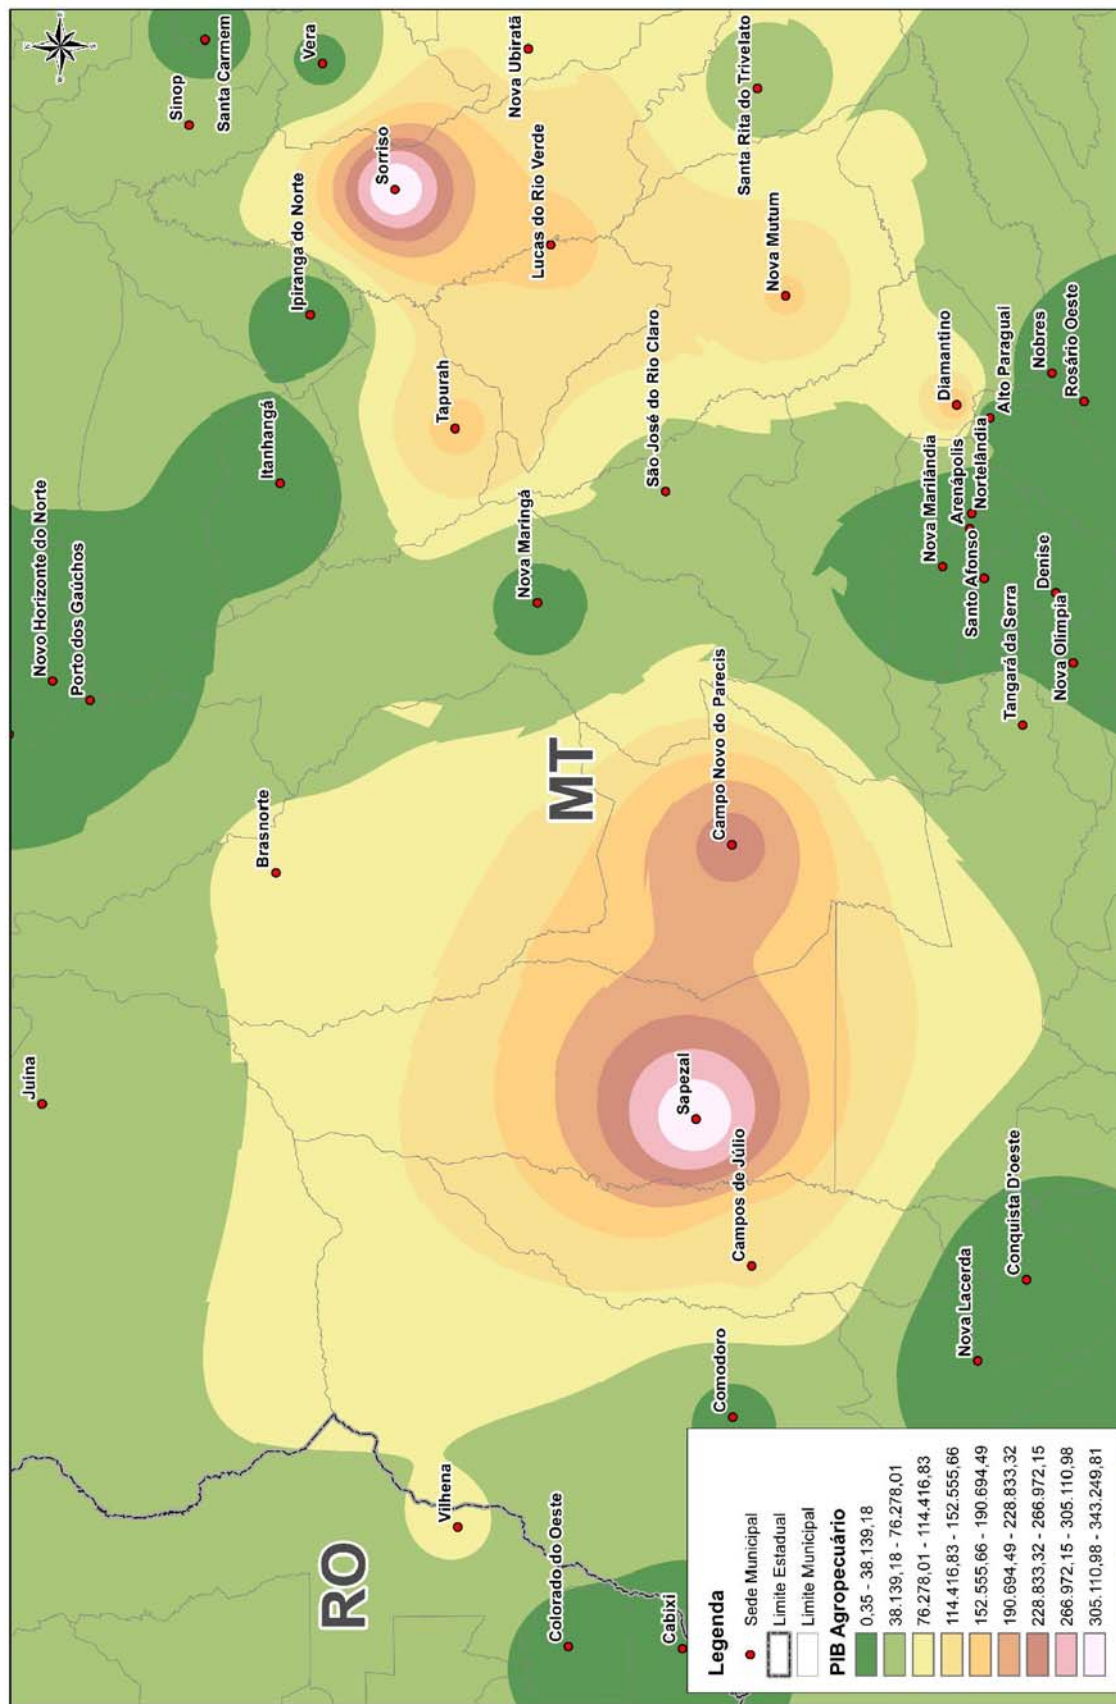 N
W E
S
Juína
Novo Horizonte do Norte
Porto dos Gaúchos
Sinop
Santa Carmem
Brasnorte
Itanhangá
Ipiranga do Norte
Vera
RO
Sorriso
Vilhena
Tapurah
Nova Ubiratã
Nova Maringá
Lucas do Rio Verde
Colorado do Oeste
MT
São José do Rio Claro
Cabixi
Sapezal
Comodoro
Campo Novo do Parecis
Campos de Júlio
Santa Rita do Trivelato
Nova Mutum
Nova Marilândia
Diamantino
Arenápolis
Nova Lacerda
Santo Afonso
Nortelândia
Alto Paraguai
Tangará da Serra
Conquista D'oeste
Nobres
Denise
Nova Olimpia
Rosário Oeste
Legenda
Sede Municipal
Limite Estadual
Limite Municipal
PIB Agropecuário
0,35 - 38.139,18
38.139,18 - 76.278,01
76.278,01 - 114.416,83
114.416,83 - 152.555,66
152.555,66 - 190.694,49
190.694,49 - 228.833,32
228.833,32 - 266.972,15
266.972,15 - 305.110,98
305.110,98 - 343.249,81